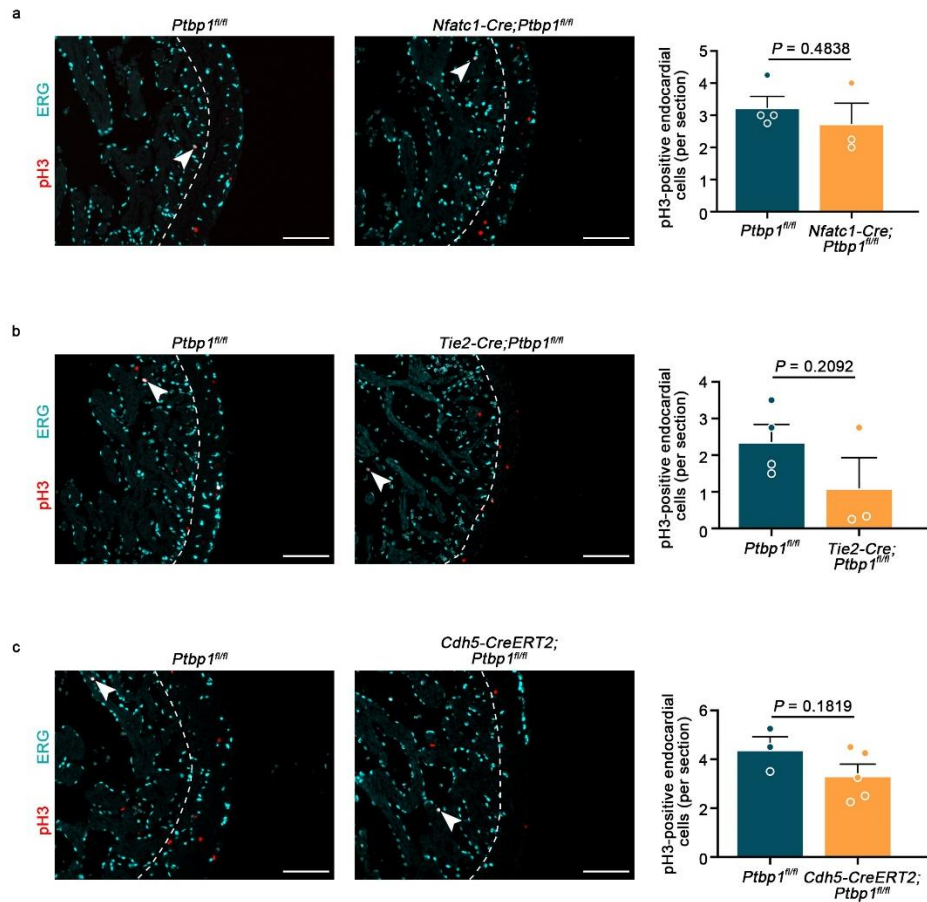 a
Ptbp1fl/fl
Nfatc1-Cre;Ptbp1fl/fl
pH3 ERG
pH3-positive endocardial
cells (per section)
5
4
3
2
1
0
P = 0.4838
Ptbp1fl/fl
Nfatc1-Cre;
Ptbp1fl/fl
b
Ptbp1fl/fl
Tie2-Cre;Ptbp1fl/fl
pH3 ERG
pH3-positive endocardial
cells (per section)
4
3
2
1
0
P = 0.2092
Ptbp1fl/fl
Tie2-Cre;
Ptbp1fl/fl
c
Ptbp1fl/fl
Cdh5-CreERT2;
Ptbp1fl/fl
pH3 ERG
pH3-positive endocardial
cells (per section)
6
4
2
0
P = 0.1819
Ptbp1fl/fl
Cdh5-CreERT2;
Ptbp1fl/fl